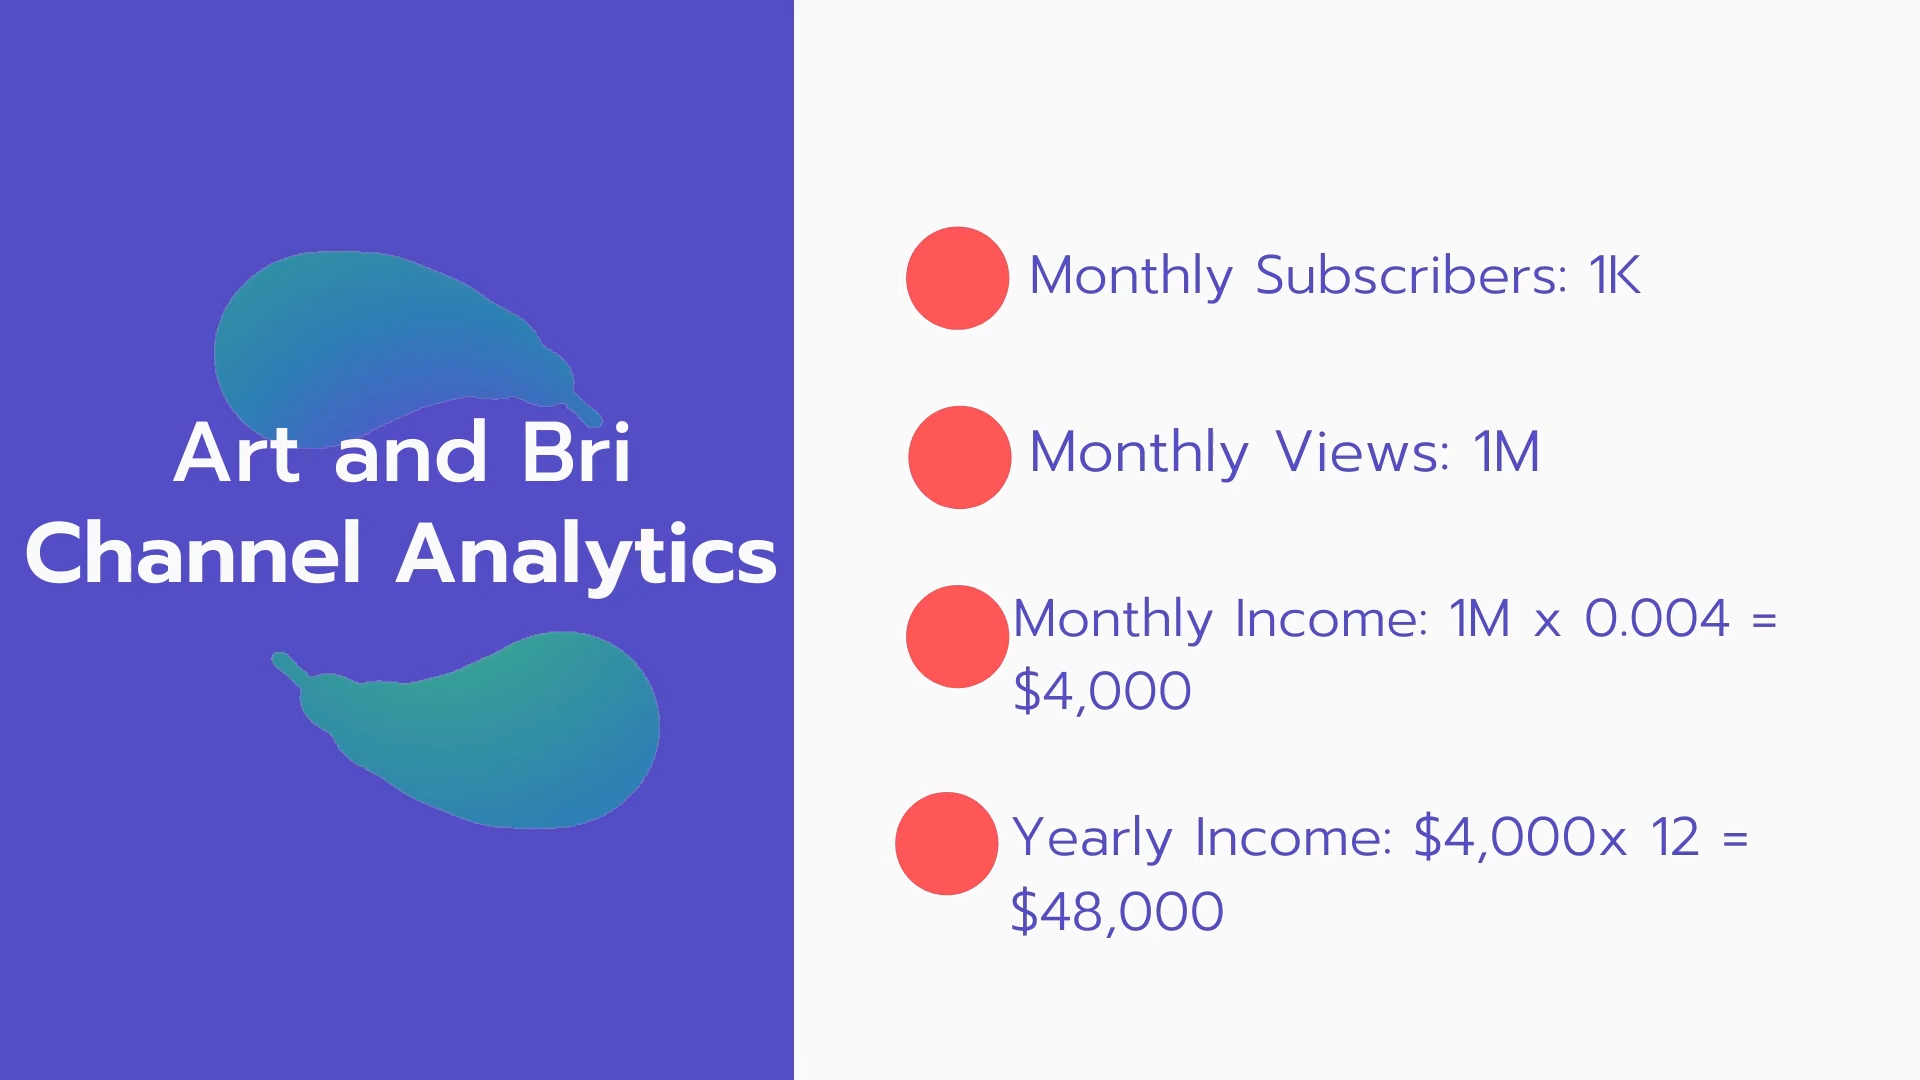 Art and Bri
Channel Analytics
Monthly Subscribers: 1K
Monthly Views: 1M
Monthly Income: 1M x 0.004 =
$4,000
Yearly Income: $4,000x 12 =
$48,000